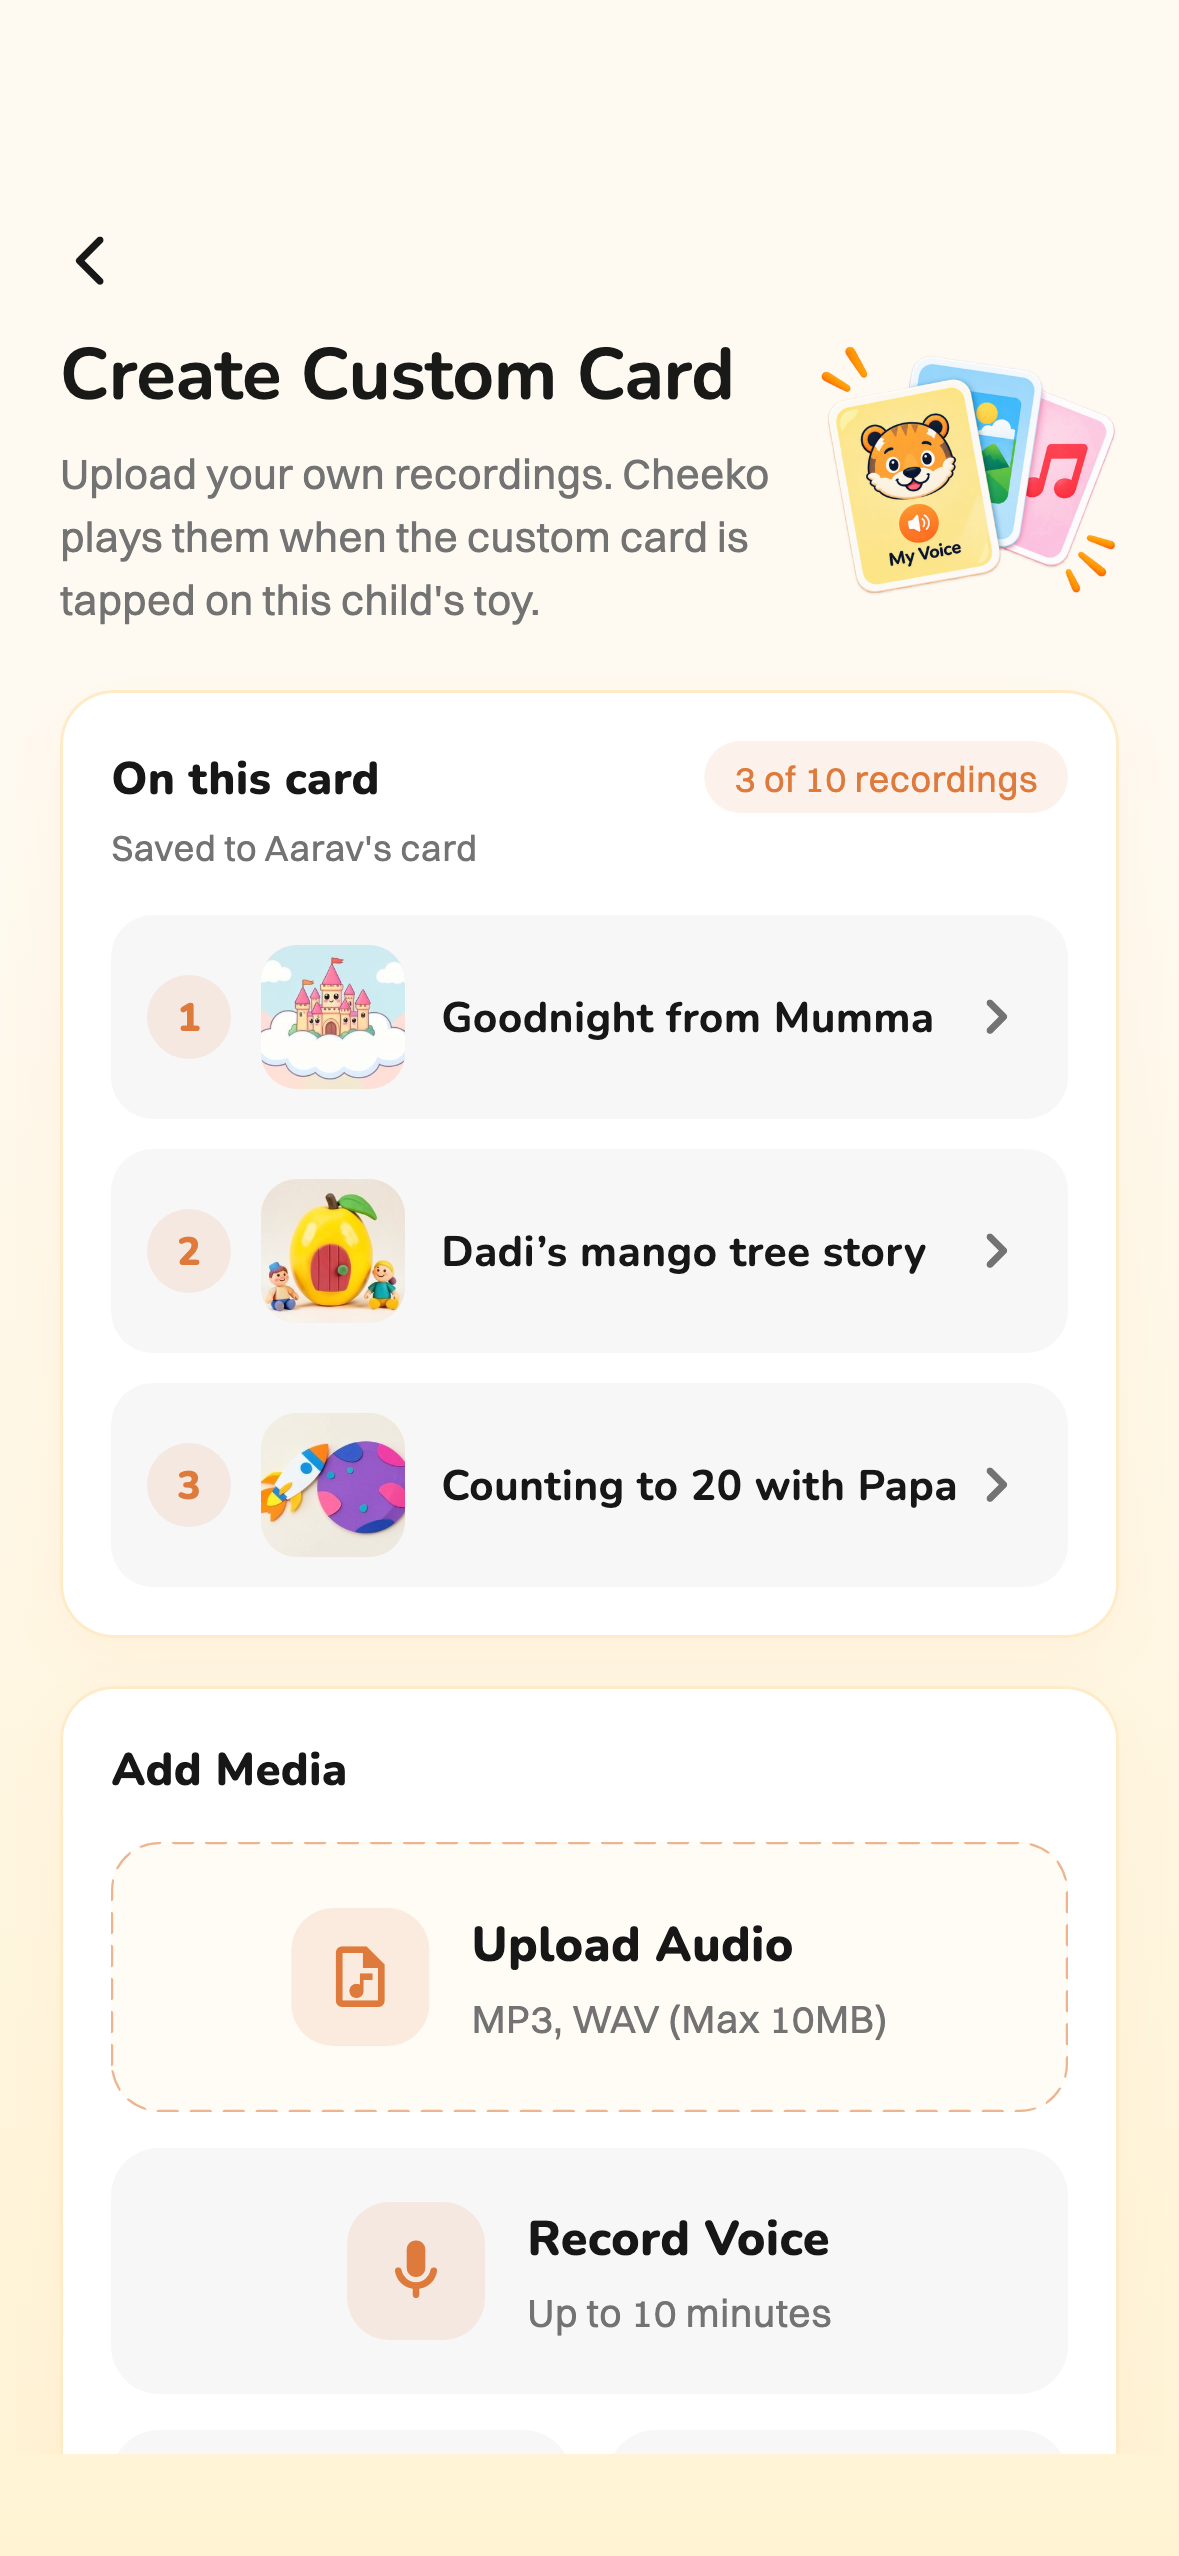 Create Custom Card
Upload your own recordings. Cheeko
plays them when the custom card is
tapped on this child's toy.
My Voice
On this card
3 of 10 recordings
Saved to Aarav's card
1
Goodnight from Mumma
2
Dadi’s mango tree story
3
Counting to 20 with Papa
Add Media
Upload Audio
MP3, WAV (Max 10MB)
Record Voice
Up to 10 minutes